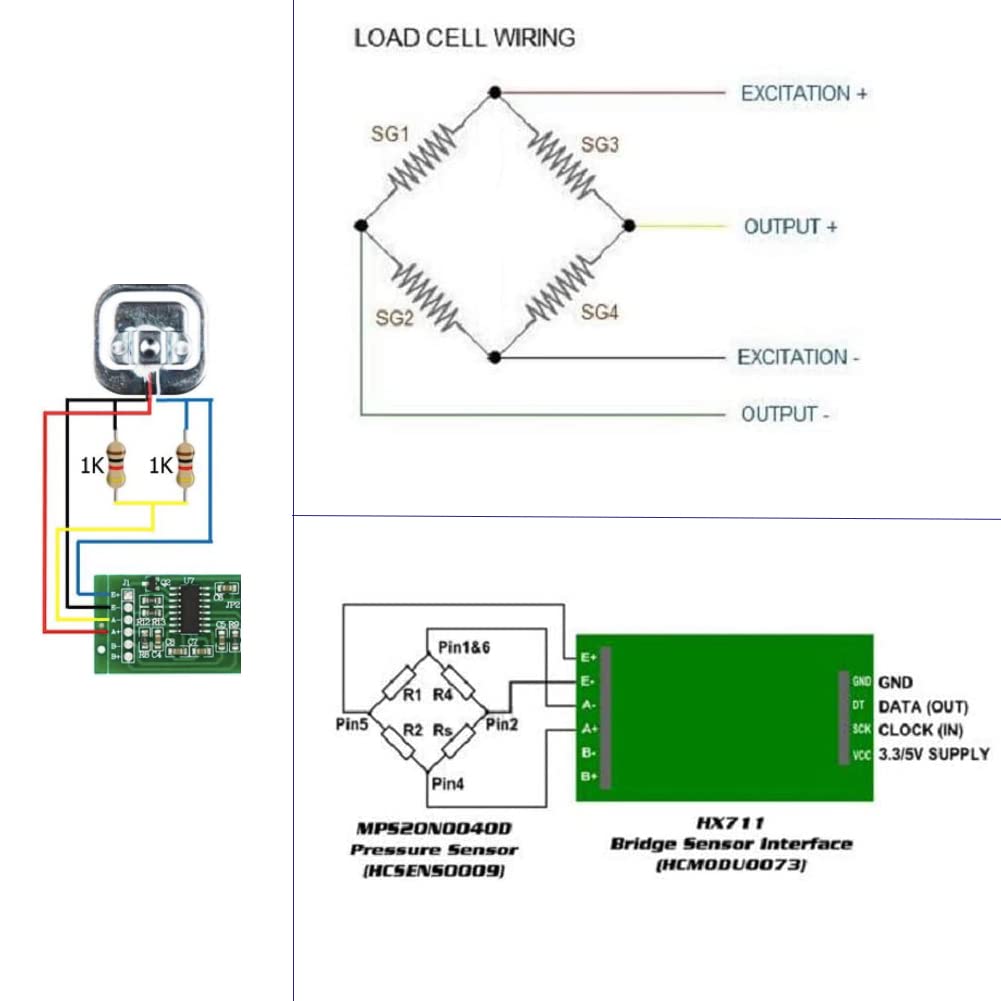 LOAD CELL WIRING
EXCITATION +
SG1
SG3
OUTPUT +
SG2
SG4
EXCITATION -
OUTPUT -
1K
1K
J1
Q2
U7
C6
JP2
E+
E-
A-
A+
B-
B+
R12 R13
R8 C4
C8
C7
C5 R9
Pin1&6
R1 R4
Pin5
Pin2
R2 Rs
Pin4
E+
E-
A-
A+
B-
B+
GND GND
DT DATA (OUT)
SCK CLOCK (IN)
VCC 3.3/5V SUPPLY
MPS20N0040D
Pressure Sensor
(HCSENS0009)
HX711
Bridge Sensor Interface
(HCMODU0073)